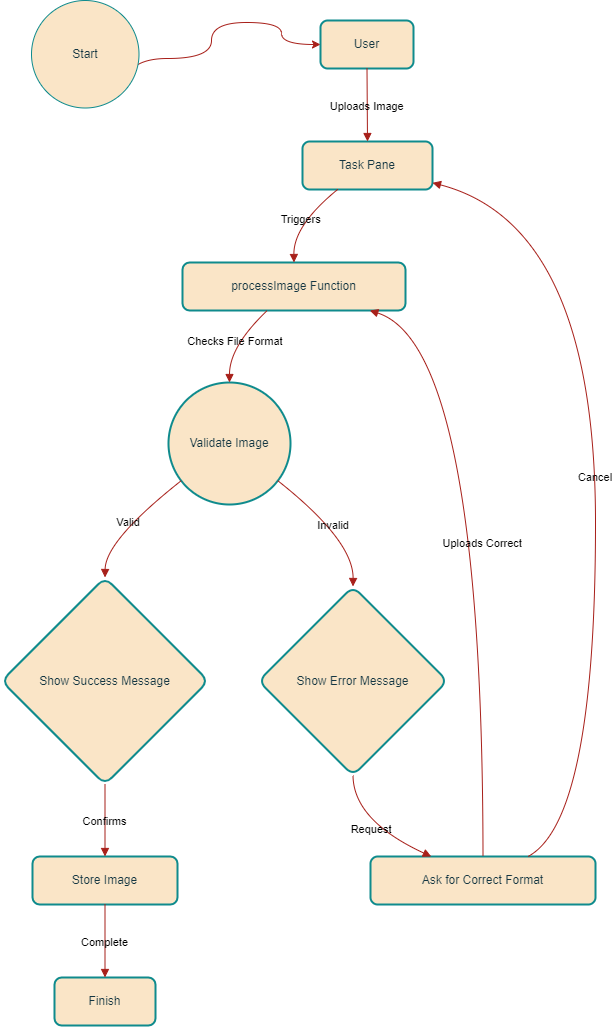 Start
User
Uploads Image
Task Pane
Triggers
processImage Function
Checks File Format
Validate Image
Cancel
Valid
Invalid
Uploads Correct
Show Success Message
Show Error Message
Confirms
Request
Store Image
Ask for Correct Format
Complete
Finish